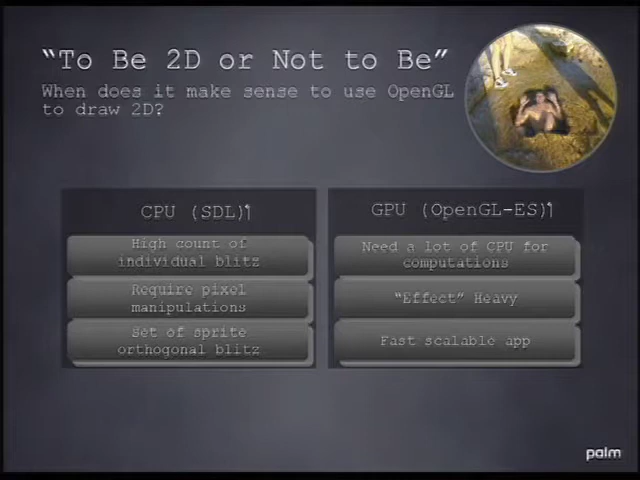 “To Be 2D or Not to Be”
When does it make sense to use OpenGL
to draw 2D?
CPU (SDL)¶
GPU (OpenGL-ES)¶
High count of
individual blitz
Need a lot of CPU for
computations
Require pixel
manipulations
“Effect” Heavy
Set of sprite
orthogonal blitz
Fast scalable app
palm